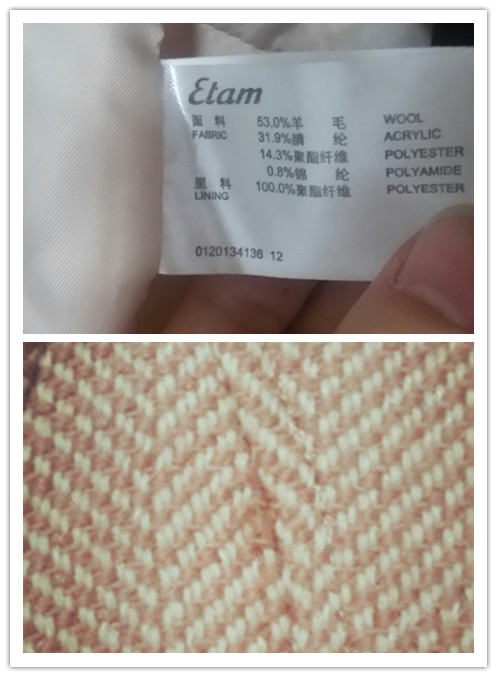 Etam
面 料 53.0%羊 毛 WOOL
FABRIC 31.9%腈 纶 ACRYLIC
14.3%聚酯纤维 POLYESTER
0.8%锦 纶 POLYAMIDE
里 料 100.0%聚酯纤维 POLYESTER
LINING
0120134136 12